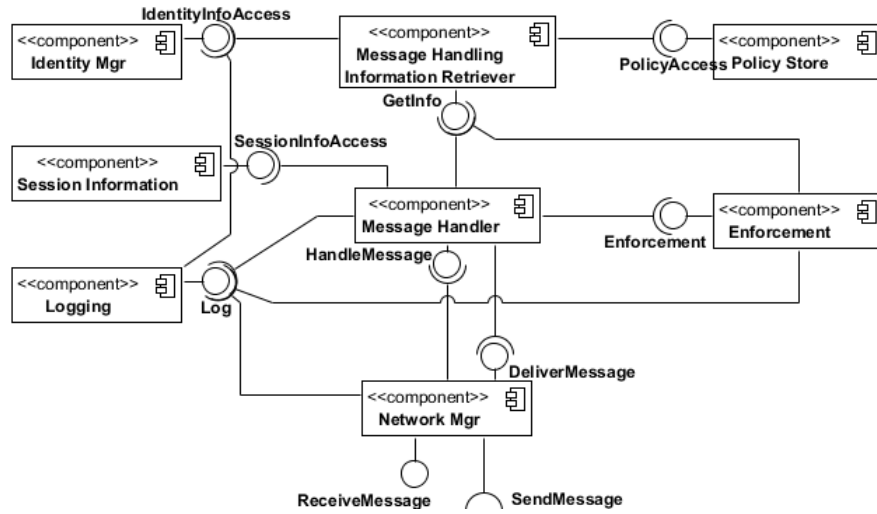 IdentityInfoAccess
<<component>>
Identity Mgr
<<component>>
Message Handling
Information Retriever
PolicyAccess
<<component>>
Policy Store
GetInfo
SessionInfoAccess
<<component>>
Session Information
<<component>>
Message Handler
Enforcement
<<component>>
Enforcement
HandleMessage
<<component>>
Logging
Log
DeliverMessage
<<component>>
Network Mgr
ReceiveMessage
SendMessage